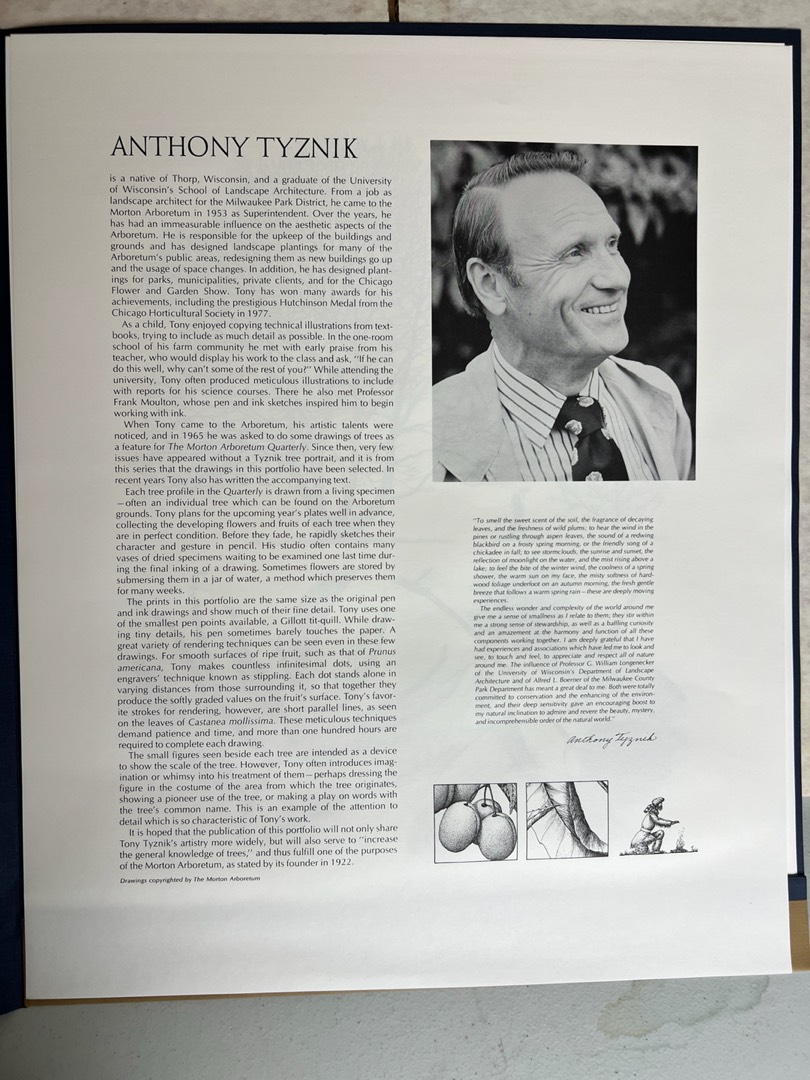 ANTHONY TYZNIK
is a native of Thorp, Wisconsin, and a graduate of the University
of Wisconsin's School of Landscape Architecture. From a job as
landscape architect for the Milwaukee Park District, he came to the
Morton Arboretum in 1953 as Superintendent. Over the years, he
has had an immeasurable influence on the aesthetic aspects of the
Arboretum. He is responsible for the upkeep of the buildings and
grounds and has designed landscape plantings for many of the
Arboretum's public areas, redesigning them as new buildings go up
and the usage of space changes. In addition, he has designed plant-
ings for parks, municipalities, private clients, and for the Chicago
Flower and Garden Show. Tony has won many awards for his
achievements, including the prestigious Hutchinson Medal from the
Chicago Horticultural Society in 1977.
As a child, Tony enjoyed copying technical illustrations from text-
books, trying to include as much detail as possible. In the one-room
school of his farm community he met with early praise from his
teacher, who would display his work to the class and ask, "If he can
do this well, why can't some of the rest of you?" While attending the
university, Tony often produced meticulous illustrations to include
with reports for his science courses. There he also met Professor
Frank Moulton, whose pen and ink sketches inspired him to begin
working with ink.
When Tony came to the Arboretum, his artistic talents were
noticed, and in 1965 he was asked to do some drawings of trees as
a feature for The Morton Arboretum Quarterly. Since then, very few
issues have appeared without a Tyznik tree portrait, and it is from
this series that the drawings in this portfolio have been selected. In
recent years Tony also has written the accompanying text.
Each tree profile in the Quarterly is drawn from a living specimen
—often an individual tree which can be found on the Arboretum
grounds. Tony plans for the upcoming year's plates well in advance,
collecting the developing flowers and fruits of each tree when they
are in perfect condition. Before they fade, he rapidly sketches their
character and gesture in pencil. His studio often contains many
vases of dried specimens waiting to be examined one last time dur-
ing the final inking of a drawing. Sometimes flowers are stored by
submersing them in a jar of water, a method which preserves them
for many weeks.
The prints in this portfolio are the same size as the original pen
and ink drawings and show much of their fine detail. Tony uses one
of the smallest pen points available, a Gillott tit-quill. While draw-
ing tiny details, his pen sometimes barely touches the paper. A
great variety of rendering techniques can be seen even in these few
drawings. For smooth surfaces of ripe fruit, such as that of Prunus
americana, Tony makes countless infinitesimal dots, using an
engravers' technique known as stippling. Each dot stands alone in
varying distances from those surrounding it, so that together they
produce the softly graded values on the fruit's surface. Tony's favor-
ite strokes for rendering, however, are short parallel lines, as seen
on the leaves of Castanea mollissima. These meticulous techniques
demand patience and time, and more than one hundred hours are
required to complete each drawing.
The small figures seen beside each tree are intended as a device
to show the scale of the tree. However, Tony often introduces imag-
ination or whimsy into his treatment of them—perhaps dressing the
figure in the costume of the area from which the tree originates,
showing a pioneer use of the tree, or making a play on words with
the tree's common name. This is an example of the attention to
detail which is so characteristic of Tony's work.
It is hoped that the publication of this portfolio will not only share
Tony Tyznik's artistry more widely, but will also serve to "increase
the general knowledge of trees," and thus fulfill one of the purposes
of the Morton Arboretum, as stated by its founder in 1922.
Drawings copyrighted by The Morton Arboretum
"To smell the sweet scent of the soil, the fragrance of decaying
leaves, and the freshness of wild plums; to hear the wind in the
pines or rustling through aspen leaves, the sound of a redwing
blackbird on a frosty spring morning, or the friendly song of a
chickadee in fall; to see stormclouds, the sunrise and sunset, the
reflection of moonlight on the water, and the mist rising above a
lake; to feel the bite of the winter wind, the coolness of a spring
shower, the warm sun on my face, the misty softness of hard-
wood foliage underfoot on an autumn morning, the fresh gentle
breeze that follows a warm spring rain—these are deeply moving
experiences.
The endless wonder and complexity of the world around me
give me a sense of smallness as I relate to them; they stir within
me a strong sense of stewardship, as well as a baffling curiosity
and an amazement at the harmony and function of all these
components working together. I am deeply grateful that I have
had experiences and associations which have led me to look and
see, to touch and feel, to appreciate and respect all of nature
around me. The influence of Professor G. William Longenecker
of the University of Wisconsin's Department of Landscape
Architecture and of Alfred L. Boerner of the Milwaukee County
Park Department has meant a great deal to me. Both were totally
committed to conservation and the enhancing of the environ-
ment, and their deep sensitivity gave an encouraging boost to
my natural inclination to admire and revere the beauty, mystery,
and incomprehensible order of the natural world."
Anthony Tyznik